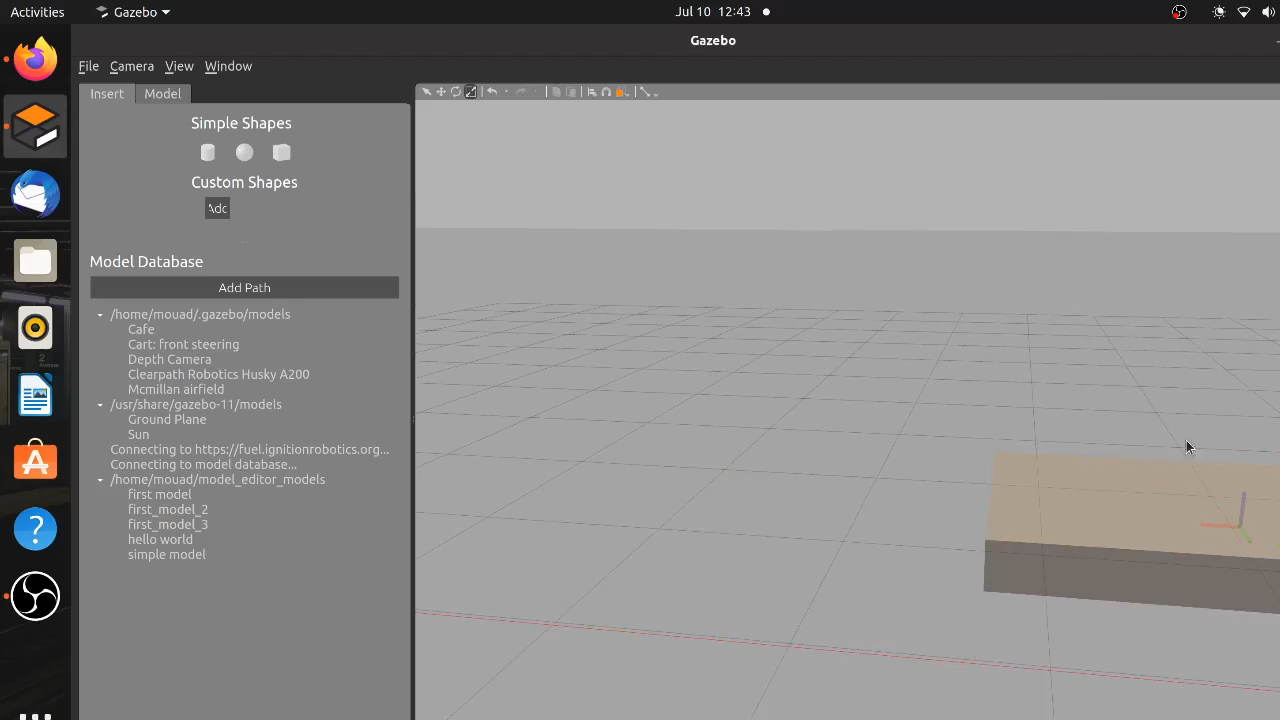 Activities
Gazebo
Jul 10 12:43
Gazebo
File Camera View Window
Insert Model
Simple Shapes
Custom Shapes
Model Database
Add Path
/home/mouad/.gazebo/models
Cafe
Cart: front steering
Depth Camera
Clearpath Robotics Husky A200
Mcmillan airfield
/usr/share/gazebo-11/models
Ground Plane
Sun
Connecting to https://fuel.ignitionrobotics.org...
Connecting to model database...
/home/mouad/model_editor_models
first model
first_model_2
first_model_3
hello world
simple model